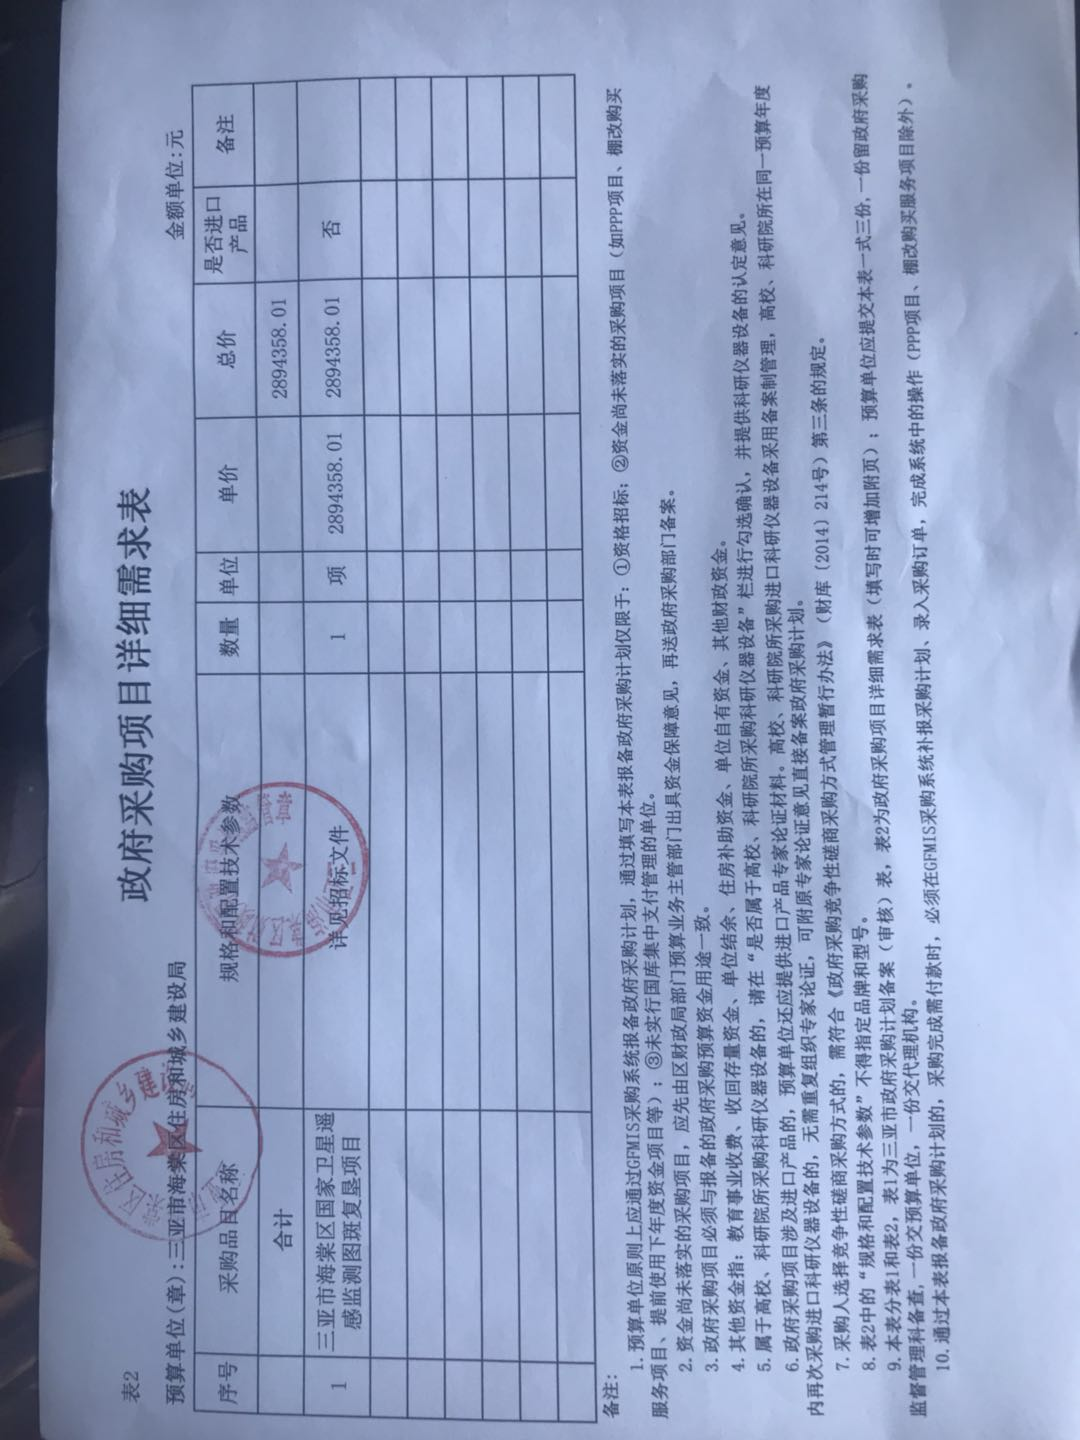 表2
政府采购项目详细需求表
预算单位(章):三亚市海棠区住房和城乡建设局 金额单位:元
序号 采购品目名称 规格和配置技术参数 数量 单位 单价 总价 是否进口产品 备注
合计 2894358.01
1 三亚市海棠区国家卫星遥感监测图斑复垦项目 详见招标文件 1 项 2894358.01 2894358.01 否
备注:
1.预算单位原则上应通过GFMIS采购系统报备政府采购计划，通过填写本表报备政府采购计划仅限于：①资格招标；②资金尚未落实的采购项目（如PPP项目、棚改购买
服务项目、提前使用下年度资金项目等）；③未实行国库集中支付管理的单位。
2.资金尚未落实的采购项目，应先由区财政局部门预算业务主管部门出具资金保障意见，再送政府采购部门备案。
3.政府采购项目必须与报备的政府采购预算资金用途一致。
4.其他资金指：教育事业收费、收回存量资金、单位结余、住房补助资金、单位自有资金、其他财政资金。
5.属于高校、科研院所采购科研仪器设备的，请在“是否属于高校、科研院所采购科研仪器设备”栏进行勾选确认，并提供科研仪器设备的认定意见。
6.政府采购项目涉及进口产品的，预算单位还应提供进口产品专家论证材料。高校、科研院所采购进口科研仪器设备采用备案制管理，高校、科研院所在同一预算年度
内再次采购进口科研仪器设备的，无需重复组织专家论证，可附原专家论证意见直接备案政府采购计划。
7.采购人选择竞争性磋商采购方式的，需符合《政府采购竞争性磋商采购方式管理暂行办法》（财库〔2014〕214号）第三条的规定。
8.表2中的“规格和配置技术参数”不得指定品牌和型号。
9.本表分表1和表2，表1为三亚市政府采购计划备案（审核）表，表2为政府采购项目详细需求表（填写时可增加附页）；预算单位应提交本表一式三份，一份留政府采购
监督管理科备查，一份交预算单位，一份交代理机构。
10.通过本表报备政府采购计划的，采购完成需付款时，必须在GFMIS采购系统补报采购计划、录入采购订单，完成系统中的操作（PPP项目、棚改购买服务项目除外）。